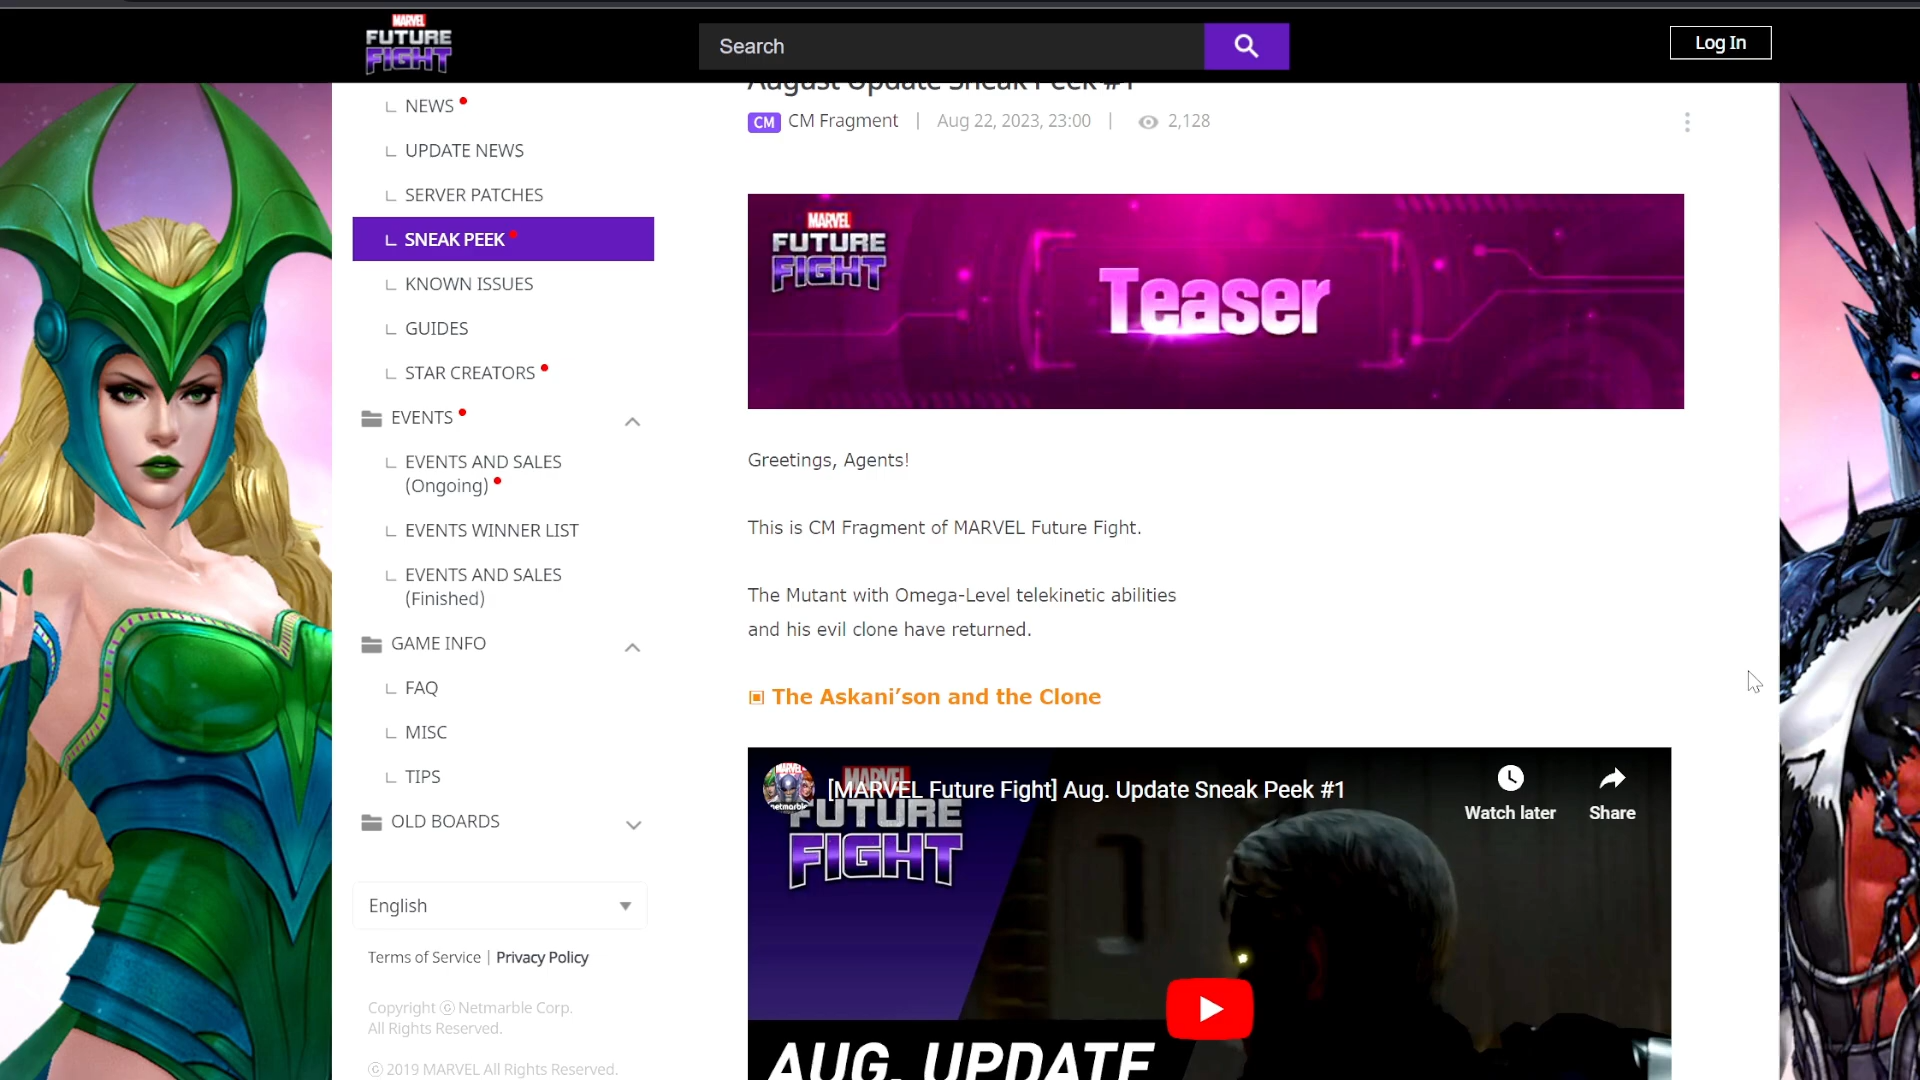 MARVEL
FUTURE
FIGHT
Search
Log In
August Update Sneak Peek #1
CM CM Fragment | Aug 22, 2023, 23:00 | 2,128
NEWS
UPDATE NEWS
SERVER PATCHES
SNEAK PEEK
KNOWN ISSUES
GUIDES
STAR CREATORS
EVENTS
EVENTS AND SALES
(Ongoing)
EVENTS WINNER LIST
EVENTS AND SALES
(Finished)
GAME INFO
FAQ
MISC
TIPS
OLD BOARDS
English
Terms of Service | Privacy Policy
Copyright ⓒ Netmarble Corp.
All Rights Reserved.
ⓒ 2019 MARVEL All Rights Reserved.
MARVEL
FUTURE
FIGHT
Teaser
Greetings, Agents!
This is CM Fragment of MARVEL Future Fight.
The Mutant with Omega-Level telekinetic abilities
and his evil clone have returned.
▣ The Askani’son and the Clone
MARVEL
netmarble
[MARVEL Future Fight] Aug. Update Sneak Peek #1
Watch later
Share
FUTURE
FIGHT
AUG. UPDATE